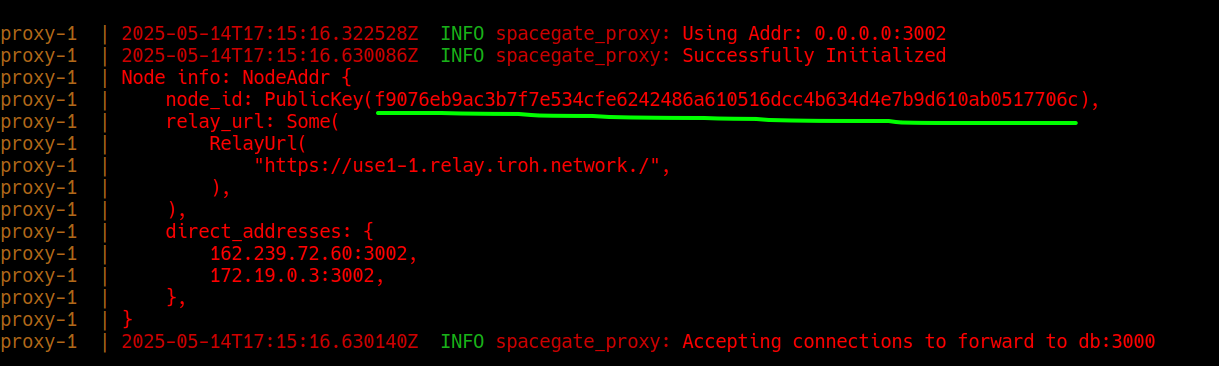 proxy-1  | 2025-05-14T17:15:16.322528Z  INFO spacegate_proxy: Using Addr: 0.0.0.0:3002
proxy-1  | 2025-05-14T17:15:16.630086Z  INFO spacegate_proxy: Successfully Initialized
proxy-1  | Node info: NodeAddr {
proxy-1  |     node_id: PublicKey(f9076eb9ac3b7f7e534cfe6242486a610516dcc4b634d4e7b9d610ab0517706c),
proxy-1  |     relay_url: Some(
proxy-1  |         RelayUrl(
proxy-1  |             "https://use1-1.relay.iroh.network./",
proxy-1  |         ),
proxy-1  |     ),
proxy-1  |     direct_addresses: {
proxy-1  |         162.239.72.60:3002,
proxy-1  |         172.19.0.3:3002,
proxy-1  |     },
proxy-1  | }
proxy-1  | 2025-05-14T17:15:16.630140Z  INFO spacegate_proxy: Accepting connections to forward to db:3000